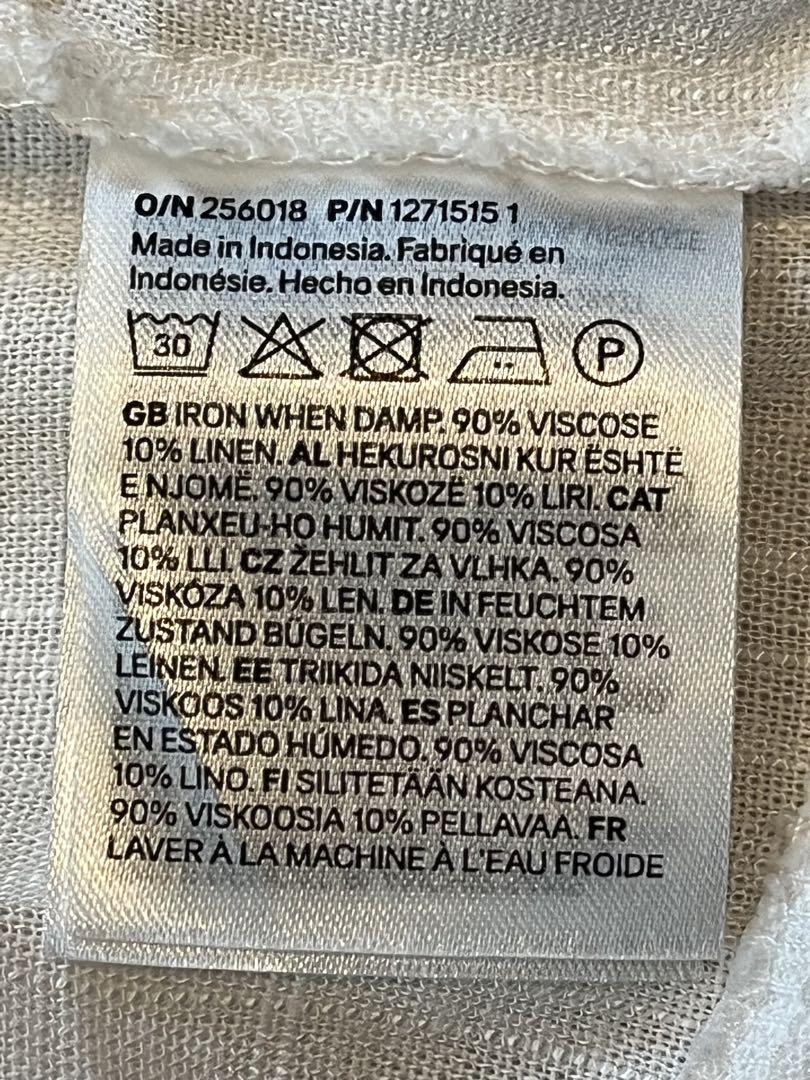 O/N 256018 P/N 1271515 1
Made in Indonesia. Fabriqué en
Indonésie. Hecho en Indonesia.
30 P
GB IRON WHEN DAMP. 90% VISCOSE
10% LINEN. AL HEKUROSNI KUR ËSHTË
E NJOMË. 90% VISKOZË 10% LIRI. CAT
PLANXEU-HO HUMIT. 90% VISCOSA
10% LLI. CZ ŽEHLIT ZA VLHKA. 90%
VISKÓZA 10% LEN. DE IN FEUCHTEM
ZUSTAND BÜGELN. 90% VISKOSE 10%
LEINEN. EE TRIIKIDA NIISKELT. 90%
VISKOOS 10% LINA. ES PLANCHAR
EN ESTADO HÚMEDO. 90% VISCOSA
10% LINO. FI SILITETÄÄN KOSTEANA.
90% VISKOOSIA 10% PELLAVAA. FR
LAVER À LA MACHINE À L'EAU FROIDE